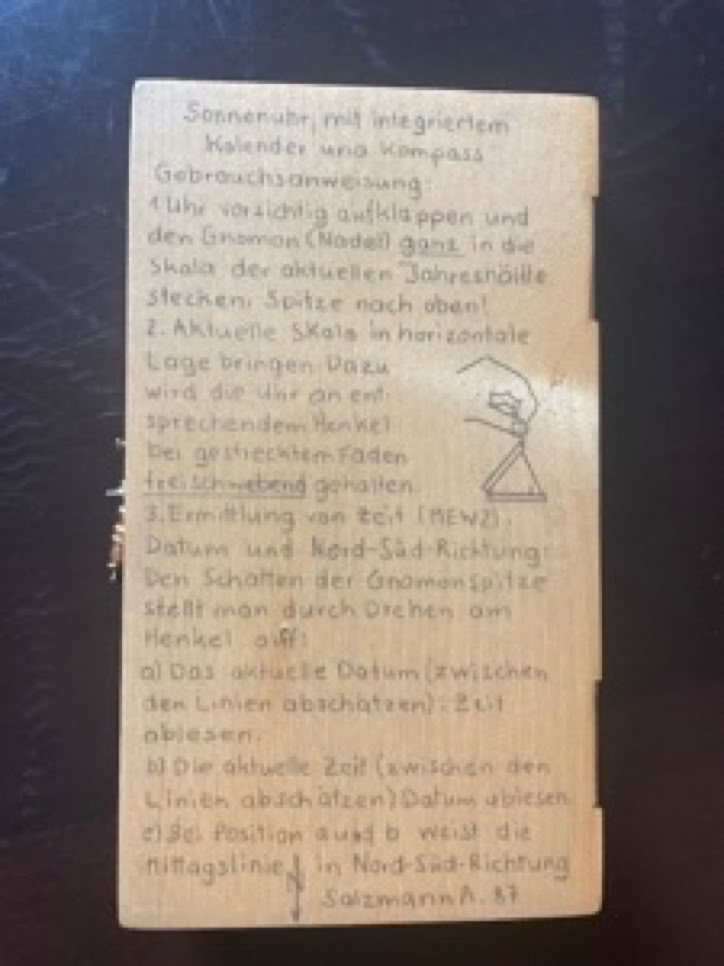 Sonnenuhr, mit integriertem
Kalender und Kompass
Gebrauchsanweisung:
1 Uhr vorsichtig aufklappen und
den Gnomon (Nadel) ganz in die
Skala der aktuellen Jahreshälfte
stecken. Spitze nach oben!
2. Aktuelle Skala in horizontale
Lage bringen. Dazu
wird die Uhr an ent-
sprechendem Henkel
bei gestrecktem Faden
freischwebend gehalten.
3. Ermittlung von Zeit (MEWZ),
Datum und Nord-Süd-Richtung:
Den Schatten der Gnomonspitze
stellt man durch Drehen am
Henkel auf:
a) Das aktuelle Datum (zwischen
den Linien abschätzen): Zeit
ablesen.
b) Die aktuelle Zeit (zwischen den
Linien abschätzen) Datum ablesen
c) Bei Position a und b weist die
Mittagslinie in Nord-Süd-Richtung
N
Salzmann A. 87